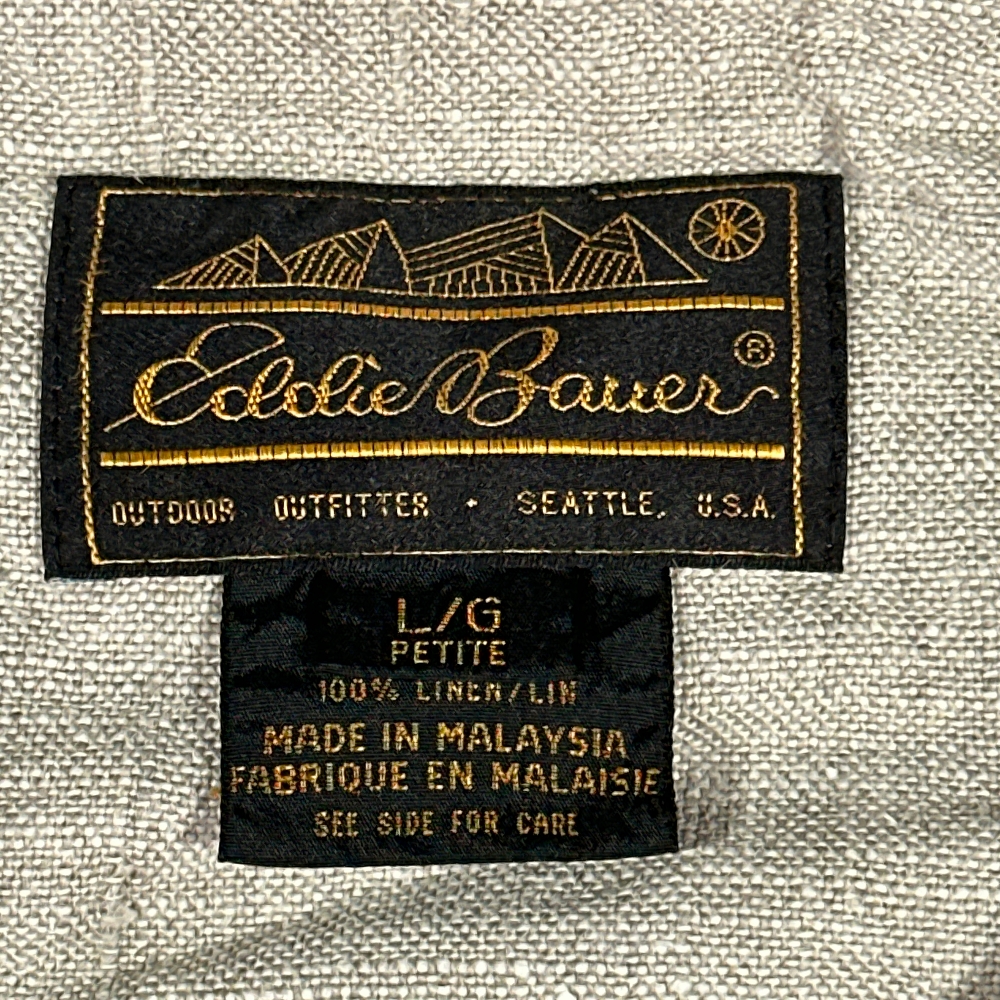 Eddie Bauer ®
OUTDOOR OUTFITTER • SEATTLE, U.S.A.
L/G
PETITE
100% LINEN/LIN
MADE IN MALAYSIA
FABRIQUE EN MALAISIE
SEE SIDE FOR CARE